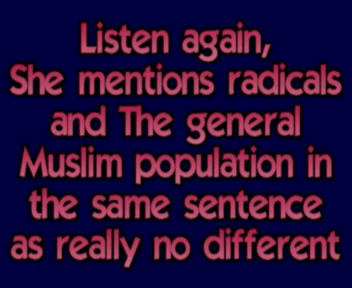 Listen again,
She mentions radicals
and The general
Muslim population in
the same sentence
as really no different